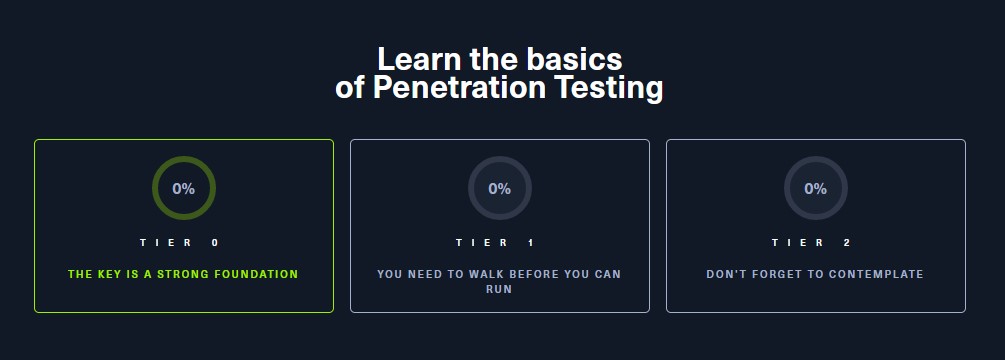 Learn the basics
of Penetration Testing
0%
TIER 0
THE KEY IS A STRONG FOUNDATION
0%
TIER 1
YOU NEED TO WALK BEFORE YOU CAN
RUN
0%
TIER 2
DON'T FORGET TO CONTEMPLATE